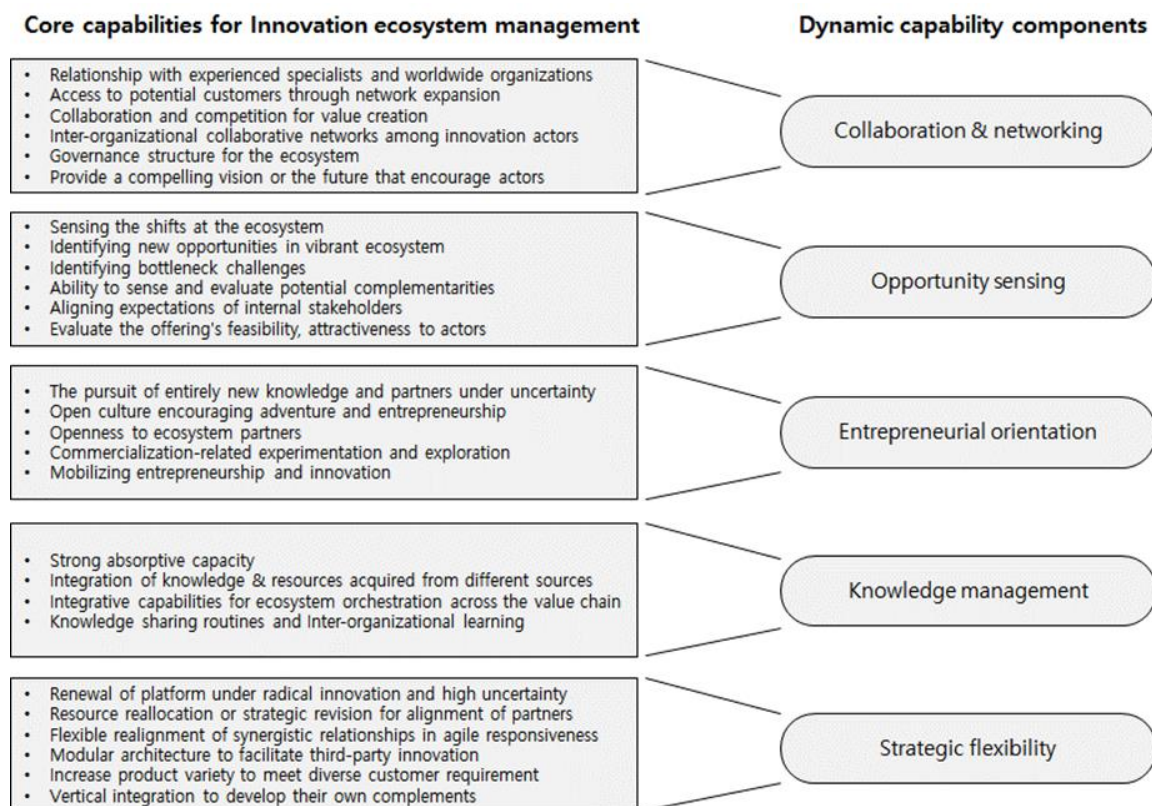 Core capabilities for Innovation ecosystem management
Dynamic capability components
• Relationship with experienced specialists and worldwide organizations
• Access to potential customers through network expansion
• Collaboration and competition for value creation
• Inter-organizational collaborative networks among innovation actors
• Governance structure for the ecosystem
• Provide a compelling vision or the future that encourage actors
Collaboration & networking
• Sensing the shifts at the ecosystem
• Identifying new opportunities in vibrant ecosystem
• Identifying bottleneck challenges
• Ability to sense and evaluate potential complementarities
• Aligning expectations of internal stakeholders
• Evaluate the offering's feasibility, attractiveness to actors
Opportunity sensing
• The pursuit of entirely new knowledge and partners under uncertainty
• Open culture encouraging adventure and entrepreneurship
• Openness to ecosystem partners
• Commercialization-related experimentation and exploration
• Mobilizing entrepreneurship and innovation
Entrepreneurial orientation
• Strong absorptive capacity
• Integration of knowledge & resources acquired from different sources
• Integrative capabilities for ecosystem orchestration across the value chain
• Knowledge sharing routines and Inter-organizational learning
Knowledge management
• Renewal of platform under radical innovation and high uncertainty
• Resource reallocation or strategic revision for alignment of partners
• Flexible realignment of synergistic relationships in agile responsiveness
• Modular architecture to facilitate third-party innovation
• Increase product variety to meet diverse customer requirement
• Vertical integration to develop their own complements
Strategic flexibility